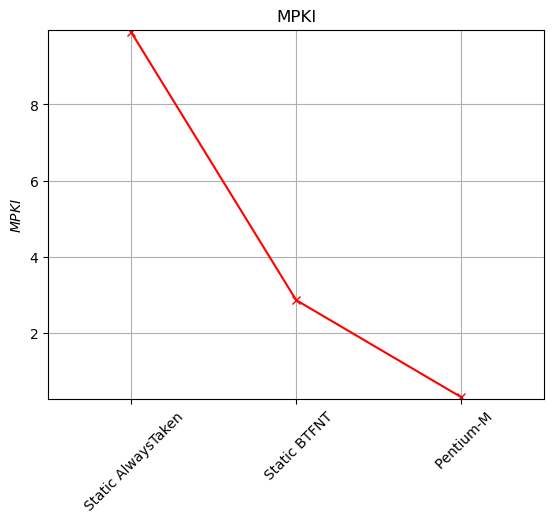 MPKI
MPKI
8
6
4
2
Static AlwaysTaken
Static BTFNT
Pentium-M